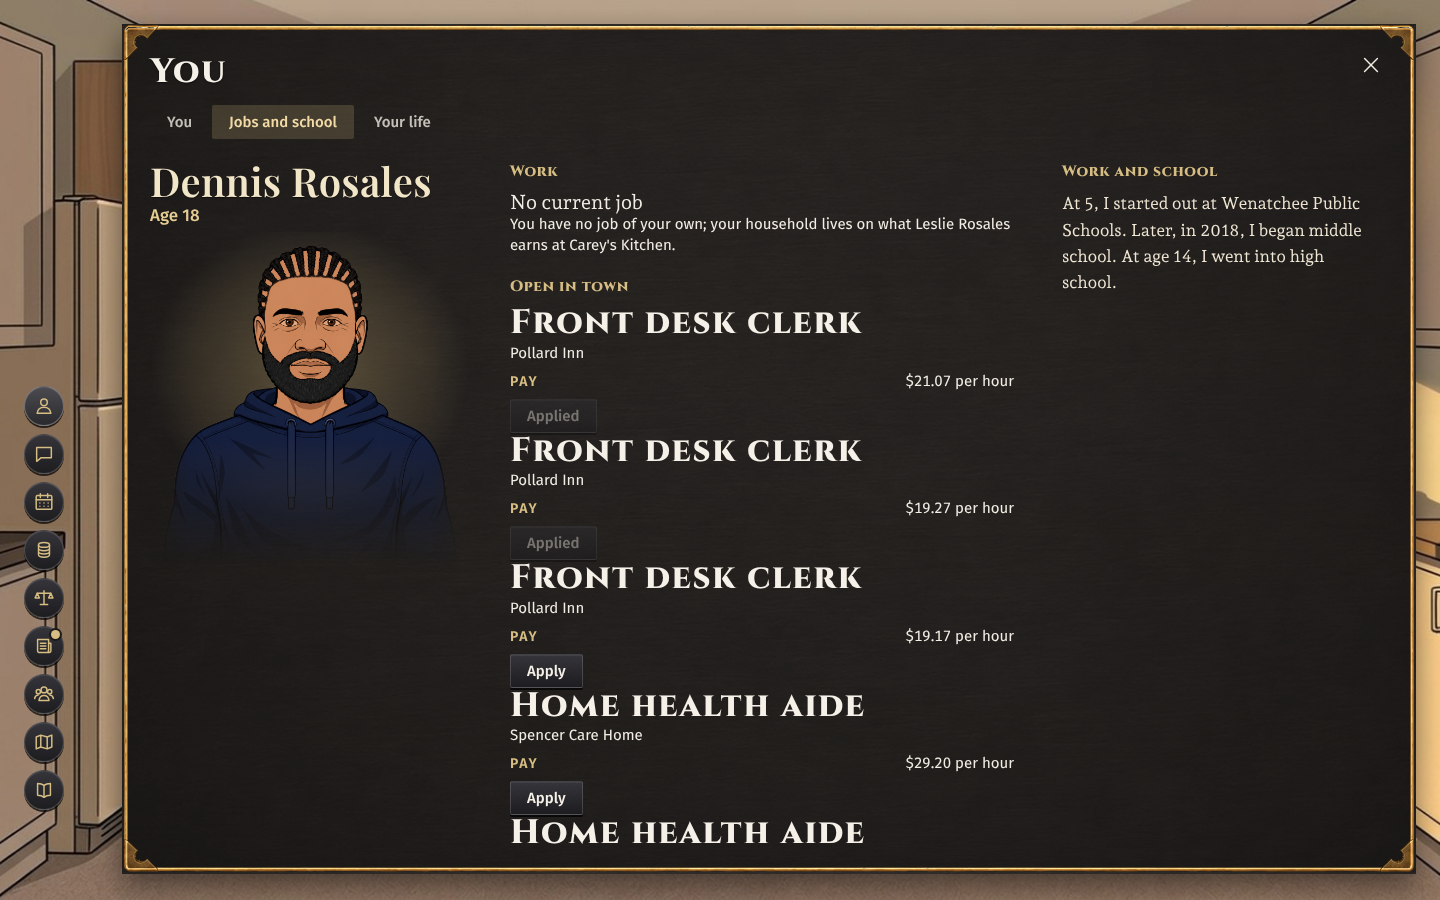 You
You
Jobs and school
Your life
Dennis Rosales
Age 18
Work
No current job
You have no job of your own; your household lives on what Leslie Rosales
earns at Carey's Kitchen.
Open in town
Front desk clerk
Pollard Inn
PAY
$21.07 per hour
Applied
Front desk clerk
Pollard Inn
PAY
$19.27 per hour
Applied
Front desk clerk
Pollard Inn
PAY
$19.17 per hour
Apply
Home health aide
Spencer Care Home
PAY
$29.20 per hour
Apply
Home health aide
Work and school
At 5, I started out at Wenatchee Public
Schools. Later, in 2018, I began middle
school. At age 14, I went into high
school.